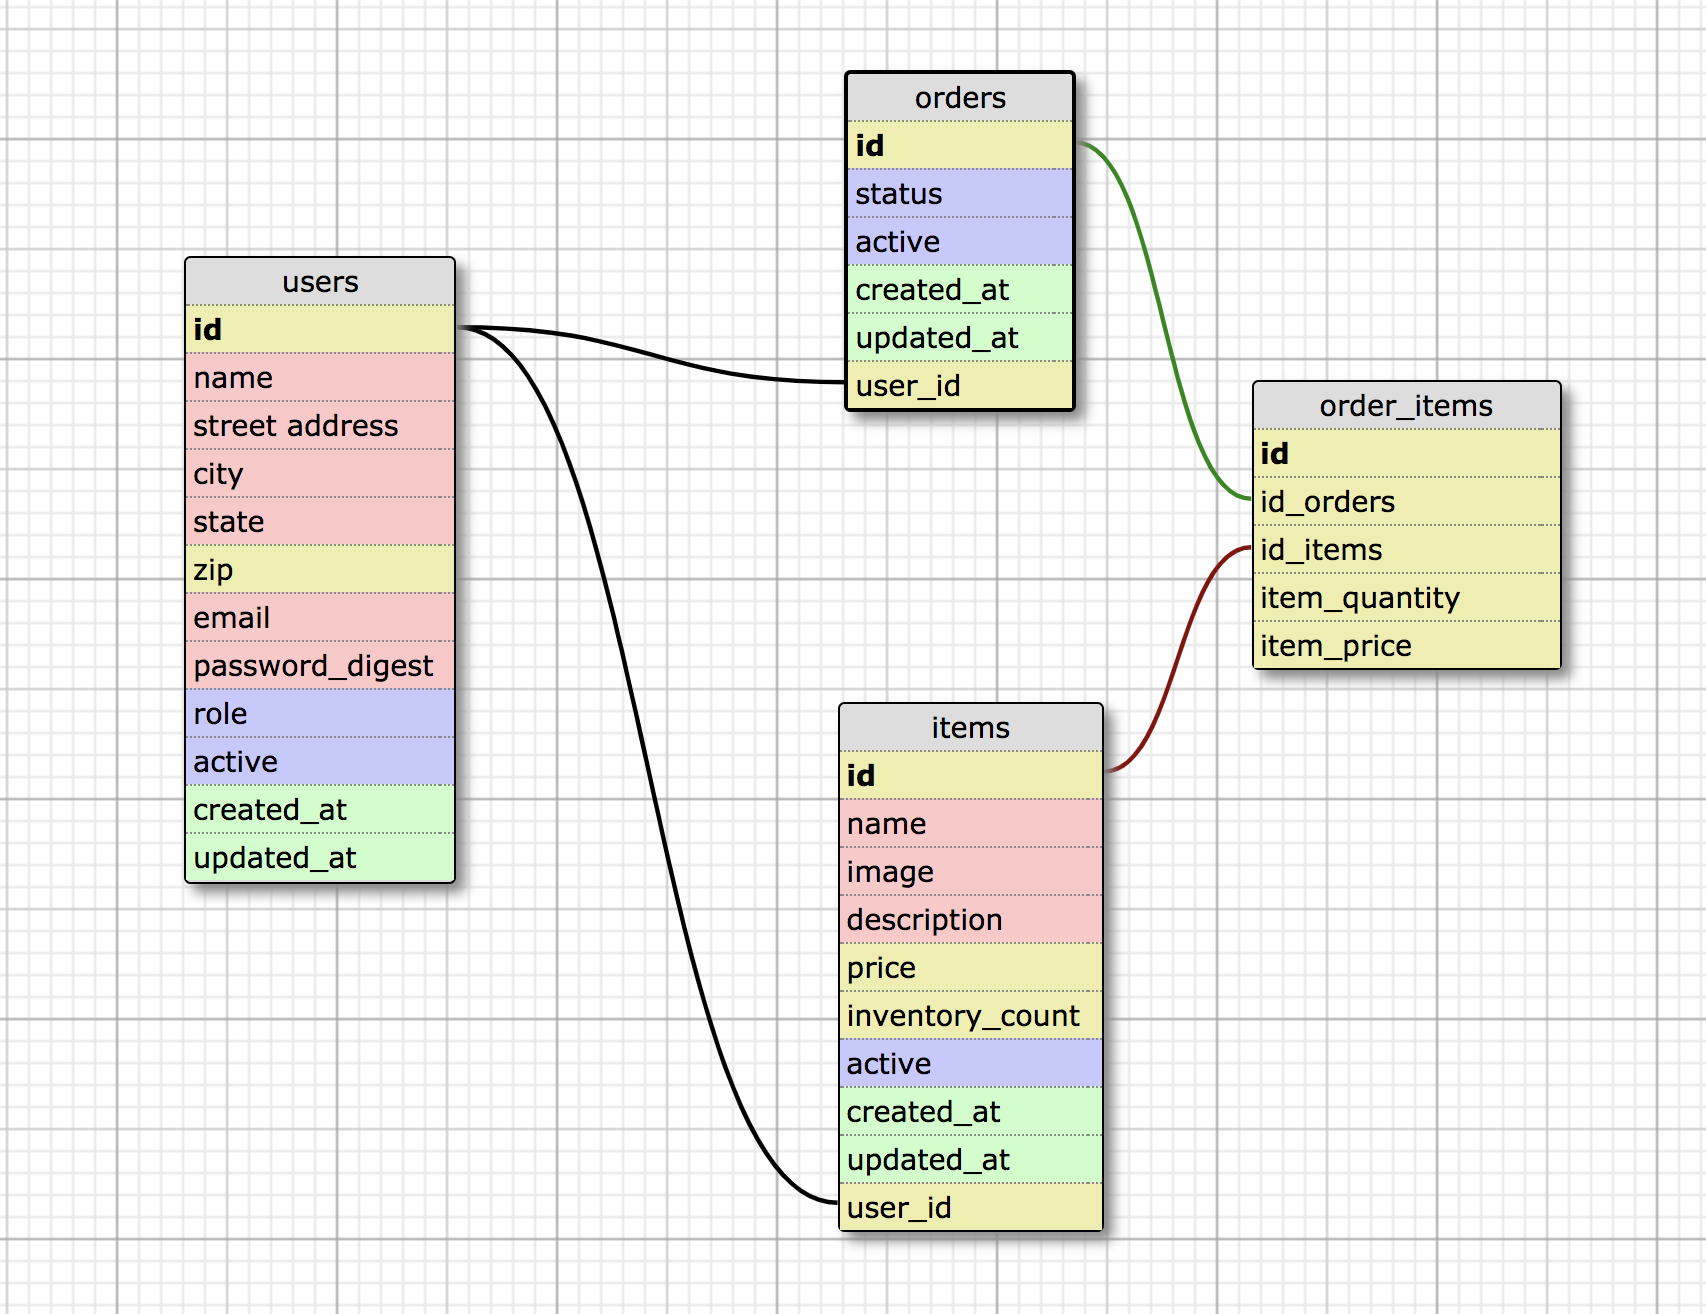 users
id
name
street address
city
state
zip
email
password_digest
role
active
created_at
updated_at
orders
id
status
active
created_at
updated_at
user_id
items
id
name
image
description
price
inventory_count
active
created_at
updated_at
user_id
order_items
id
id_orders
id_items
item_quantity
item_price